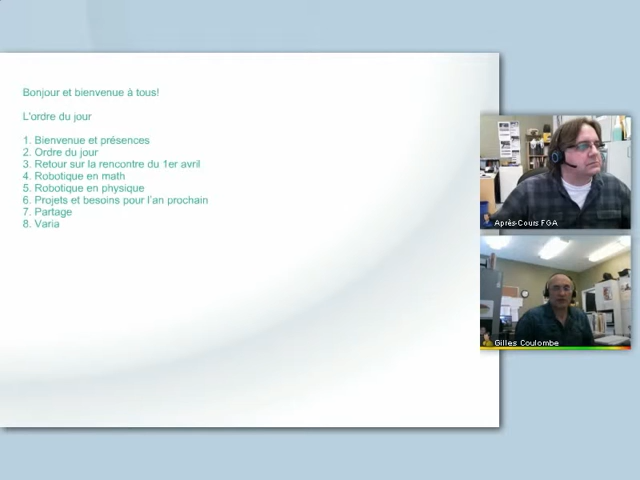 Bonjour et bienvenue à tous!
L'ordre du jour
1. Bienvenue et présences
2. Ordre du jour
3. Retour sur la rencontre du 1er avril
4. Robotique en math
5. Robotique en physique
6. Projets et besoins pour l'an prochain
7. Partage
8. Varia
Après-Cours FGA
Gilles Coulombe